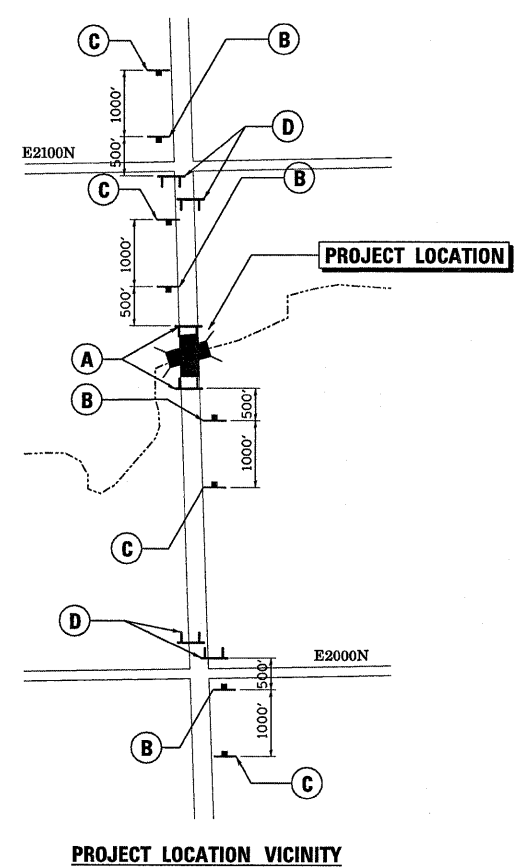 C
B
1000'
500'
D
E2100N
C
B
1000'
500'
PROJECT LOCATION
A
B
500'
1000'
C
D
E2000N
500'
1000'
B
C
PROJECT LOCATION VICINITY